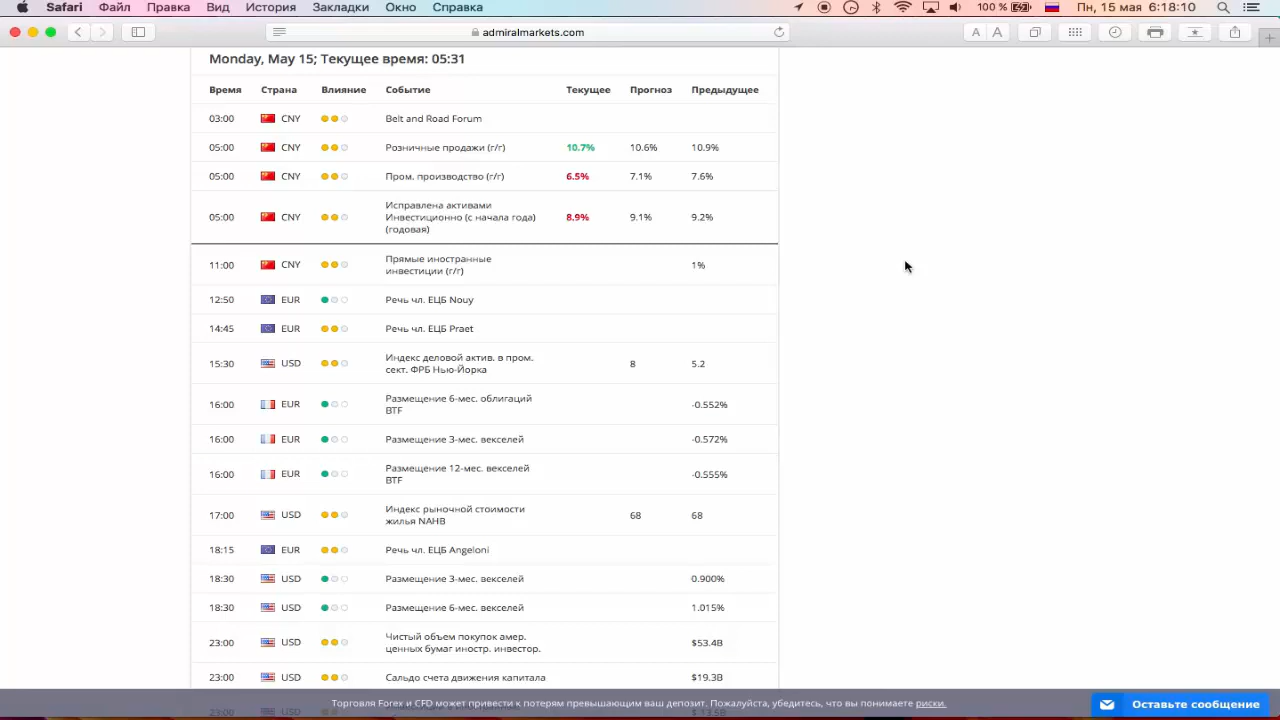 Safari Файл Правка Вид История Закладки Окно Справка 100 % Пн, 15 мая 6:18:10
admiralmarkets.com A A
Monday, May 15; Текущее время: 05:31
Время Страна Влияние Событие Текущее Прогноз Предыдущее
03:00 CNY Belt and Road Forum
05:00 CNY Розничные продажи (г/г) 10.7% 10.6% 10.9%
05:00 CNY Пром. производство (г/г) 6.5% 7.1% 7.6%
Исправлена активами
05:00 CNY Инвестиционно (с начала года) 8.9% 9.1% 9.2%
(годовая)
Прямые иностранные
11:00 CNY инвестиции (г/г) 1%
12:50 EUR Речь чл. ЕЦБ Nouy
14:45 EUR Речь чл. ЕЦБ Praet
Индекс деловой актив. в пром.
15:30 USD сект. ФРБ Нью-Йорка 8 5.2
Размещение 6-мес. облигаций
16:00 EUR BTF -0.552%
16:00 EUR Размещение 3-мес. векселей -0.572%
Размещение 12-мес. векселей
16:00 EUR BTF -0.555%
Индекс рыночной стоимости
17:00 USD жилья NAHB 68 68
18:15 EUR Речь чл. ЕЦБ Angeloni
18:30 USD Размещение 3-мес. векселей 0.900%
18:30 USD Размещение 6-мес. векселей 1.015%
Чистый объем покупок амер.
23:00 USD ценных бумаг иностр. инвестор. $53.4B
23:00 USD Сальдо счета движения капитала $19.3B
Торговля Forex и CFD может привести к потерям превышающим ваш депозит. Пожалуйста, убедитесь, что вы понимаете риски. Оставьте сообщение
23:00 USD